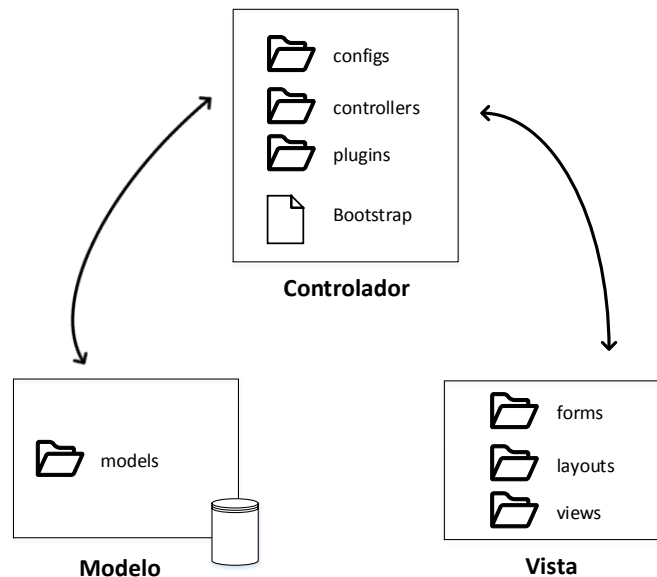 configs
controllers
plugins
Bootstrap
Controlador
models
Modelo
forms
layouts
views
Vista